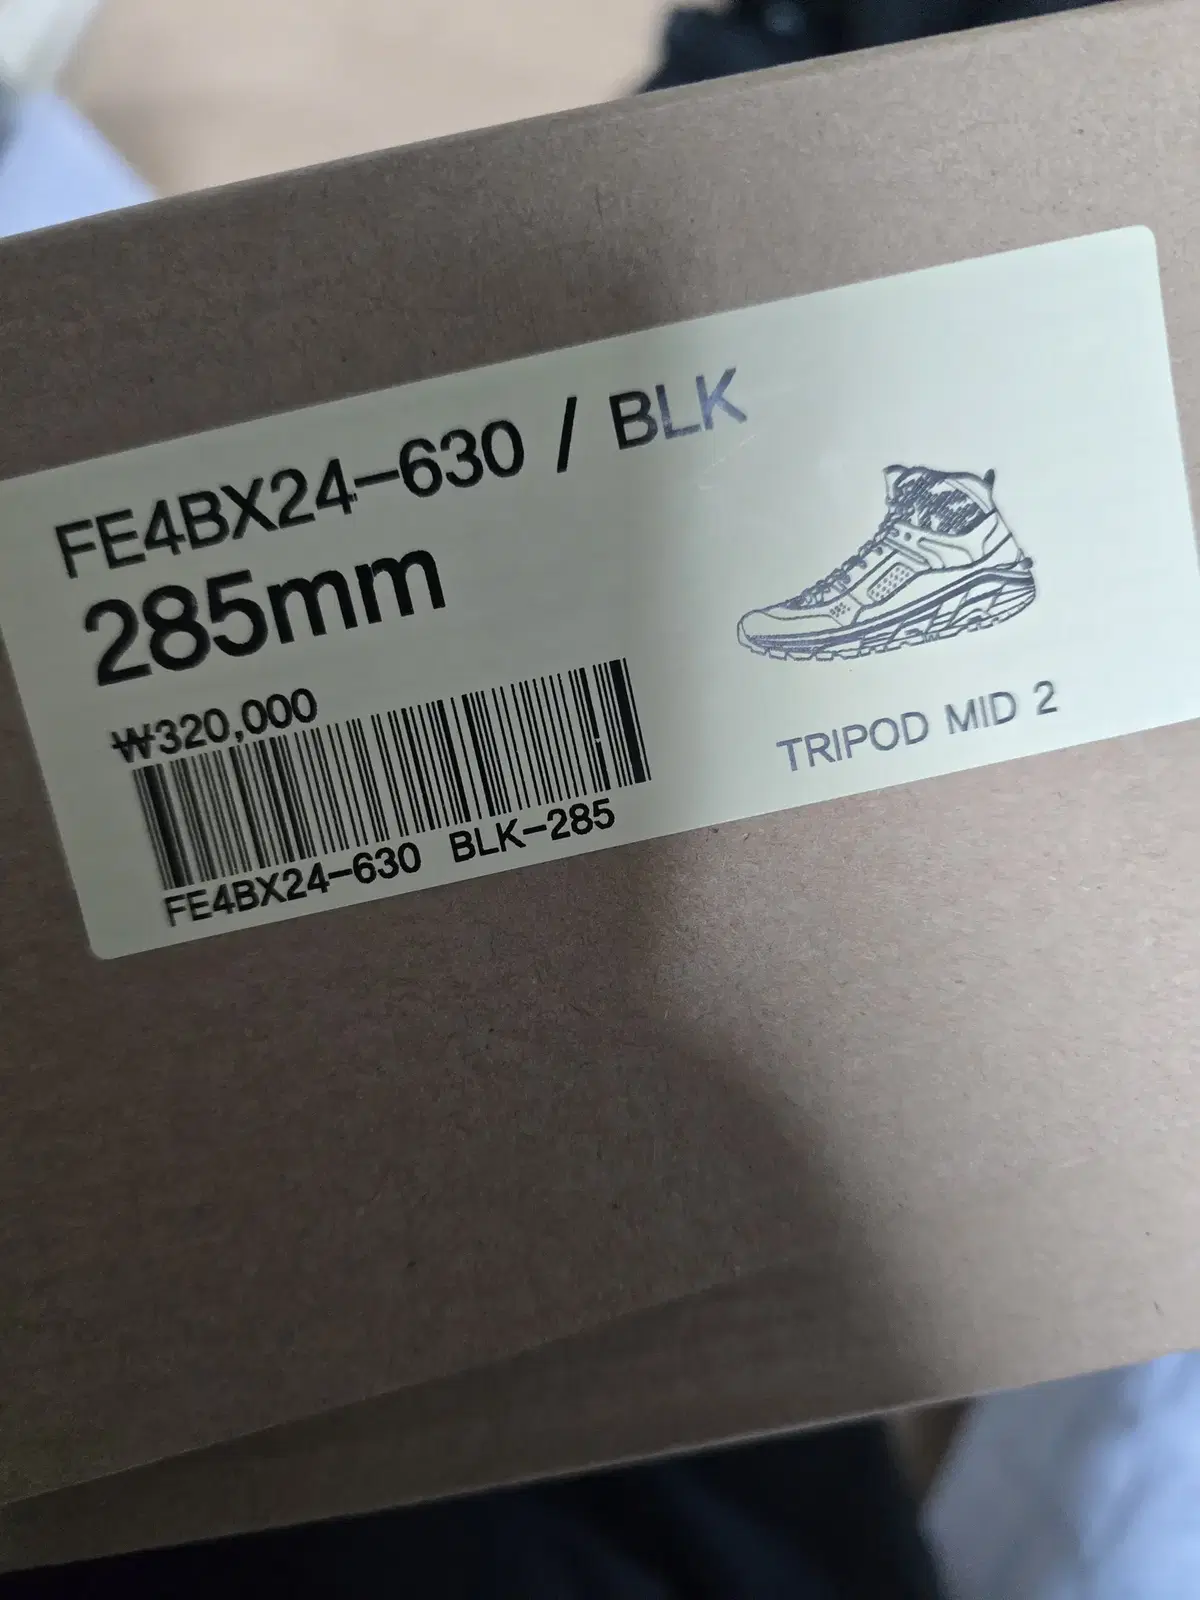 FE4BX24-630 / BLK
285mm
₩320,000
FE4BX24-630 BLK-285
TRIPOD MID 2